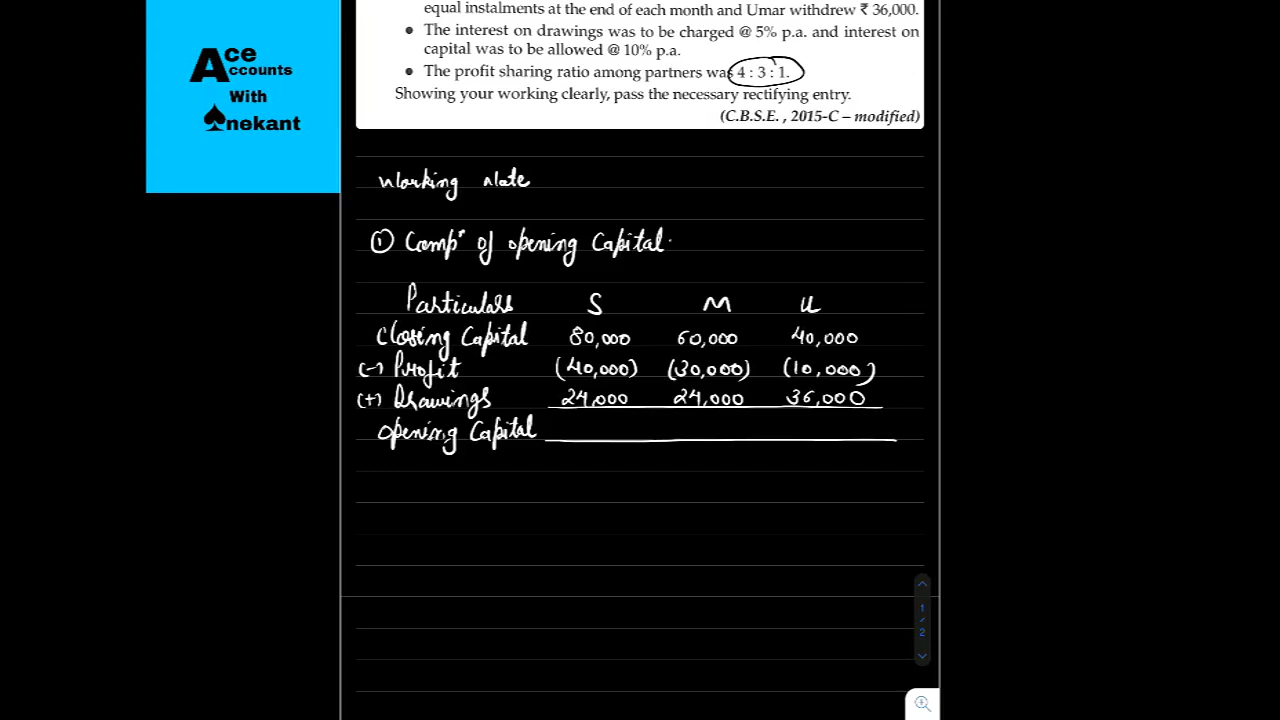 Ace
Accounts
With
Anekant
equal instalments at the end of each month and Umar withdrew ₹ 36,000.
• The interest on drawings was to be charged @ 5% p.a. and interest on
capital was to be allowed @ 10% p.a.
• The profit sharing ratio among partners was 4 : 3 : 1.
Showing your working clearly, pass the necessary rectifying entry.
(C.B.S.E. , 2015-C – modified)
Working Note
① Compⁿ of opening Capital.
Particulars S M U
Closing Capital 80,000 60,000 40,000
(-) Profit (40,000) (30,000) (10,000)
(+) Drawings 24,000 24,000 36,000
Opening Capital
1
/
2